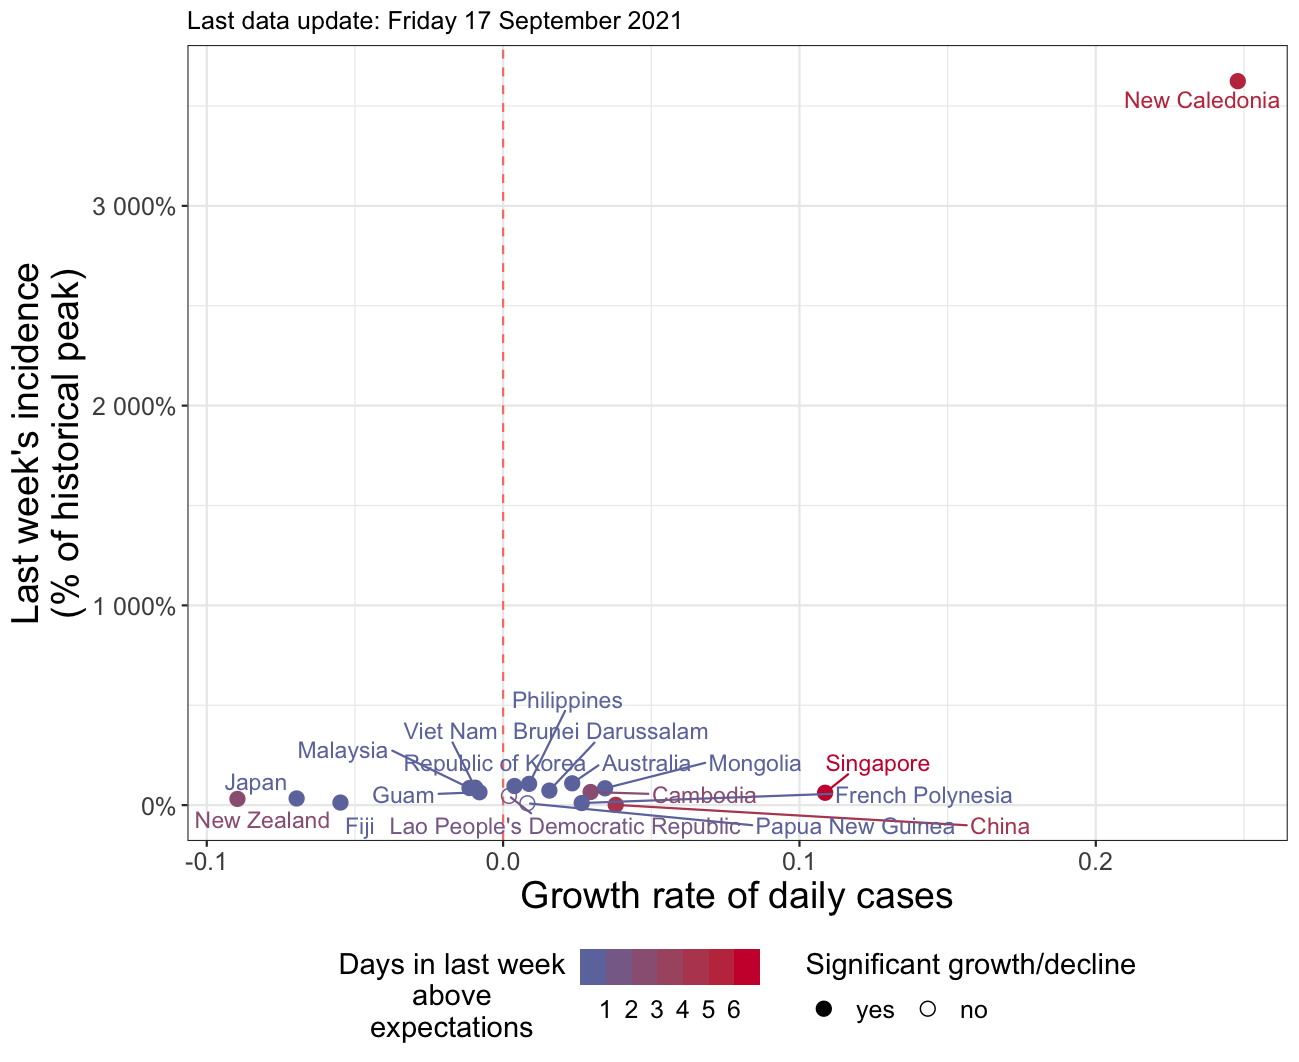 Last data update: Friday 17 September 2021
New Caledonia
Last week's incidence
(% of historical peak)
3 000%
2 000%
1 000%
0%
Philippines
Viet Nam
Brunei Darussalam
Malaysia
Republic of Korea
Australia
Mongolia
Singapore
Japan
Guam
Cambodia
French Polynesia
New Zealand
Fiji
Lao People's Democratic Republic
Papua New Guinea
China
-0.1
0.0
0.1
0.2
Growth rate of daily cases
Days in last week
above
expectations
1 2 3 4 5 6
Significant growth/decline
yes
no